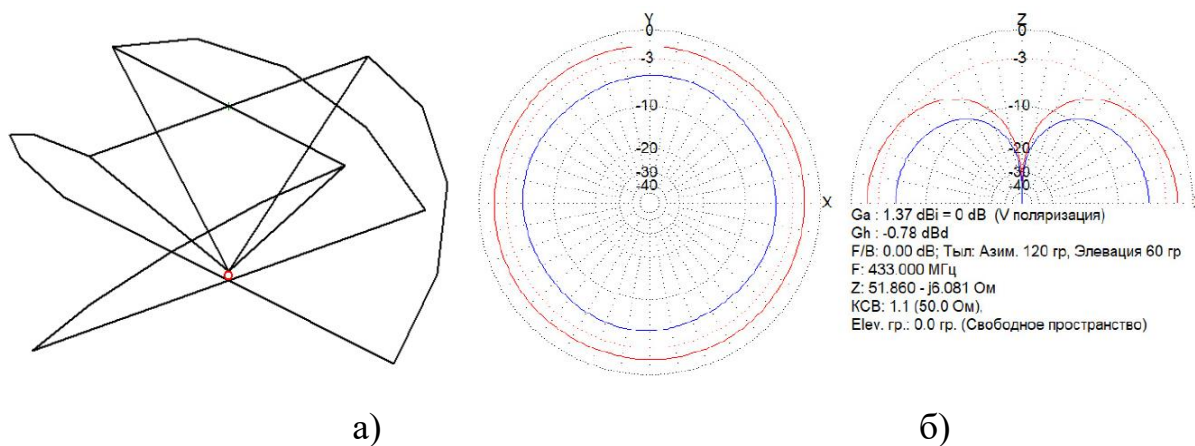 Y
0
-3
-10
-20
-30
-40
X
Z
0
-3
-10
-20
-30
-40
Ga : 1.37 dBi = 0 dB (V поляризация)
Gh : -0.78 dBd
F/B: 0.00 dB; Тыл: Азим. 120 гр, Элевация 60 гр
F: 433.000 МГц
Z: 51.860 - j6.081 Ом
КСВ: 1.1 (50.0 Ом),
Elev. гр.: 0.0 гр. (Свободное пространство)
а) б)